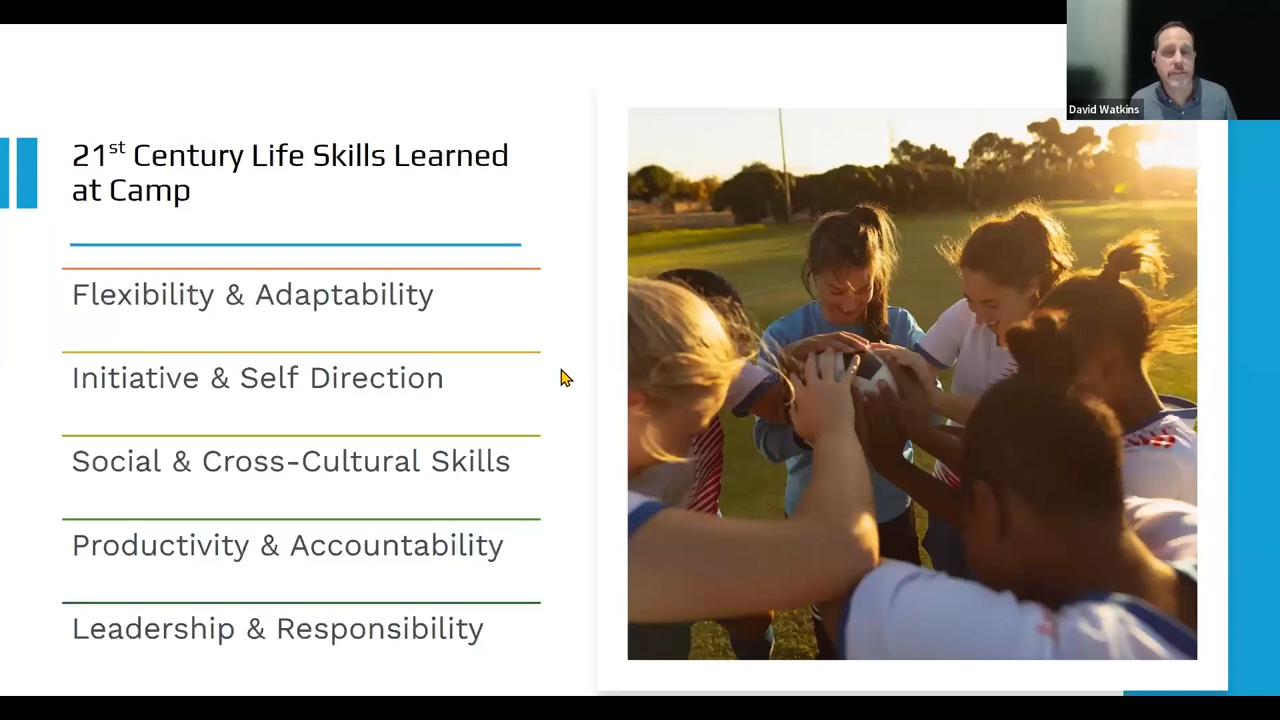 David Watkins
21st Century Life Skills Learned
at Camp
Flexibility & Adaptability
Initiative & Self Direction
Social & Cross-Cultural Skills
Productivity & Accountability
Leadership & Responsibility